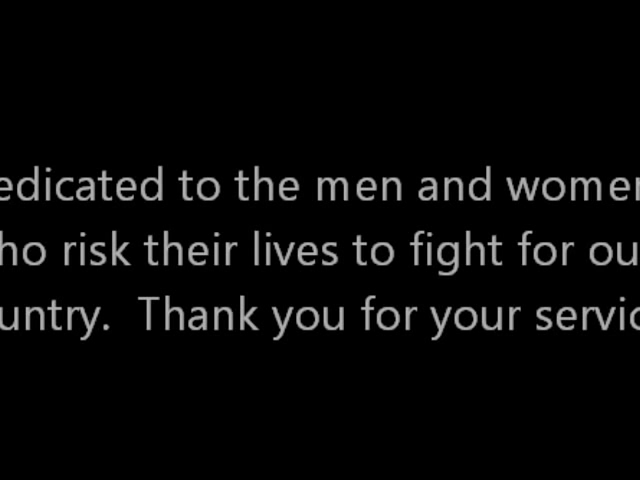 edicated to the men and women
ho risk their lives to fight for ou
untry. Thank you for your servic